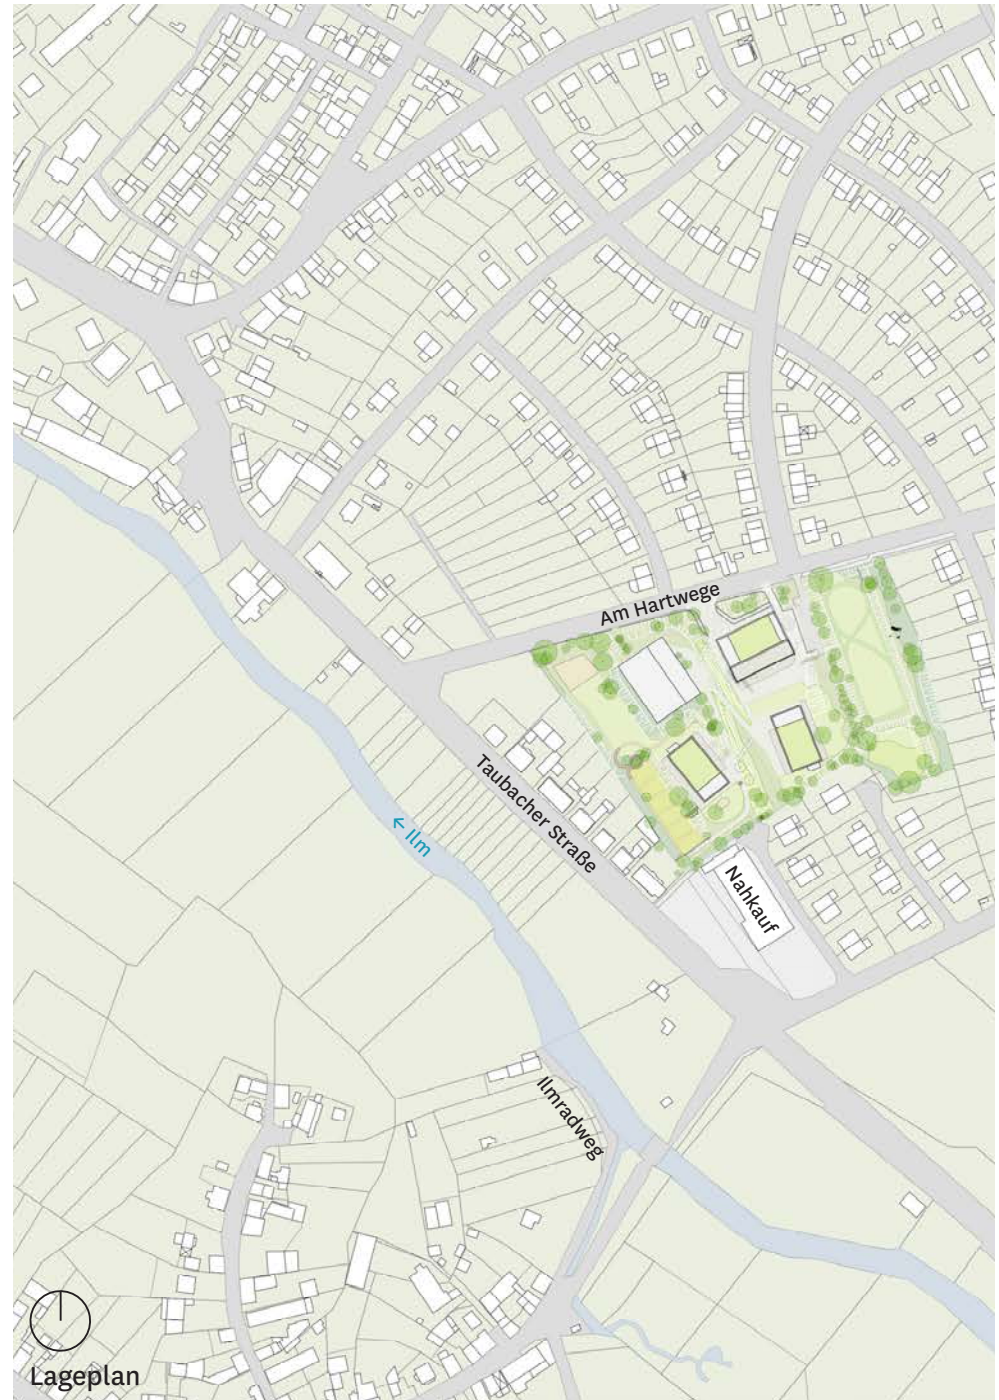 Am Hartwege
Taubacher Straße
← Ilm
Nahkauf
Ilmradweg
Lageplan